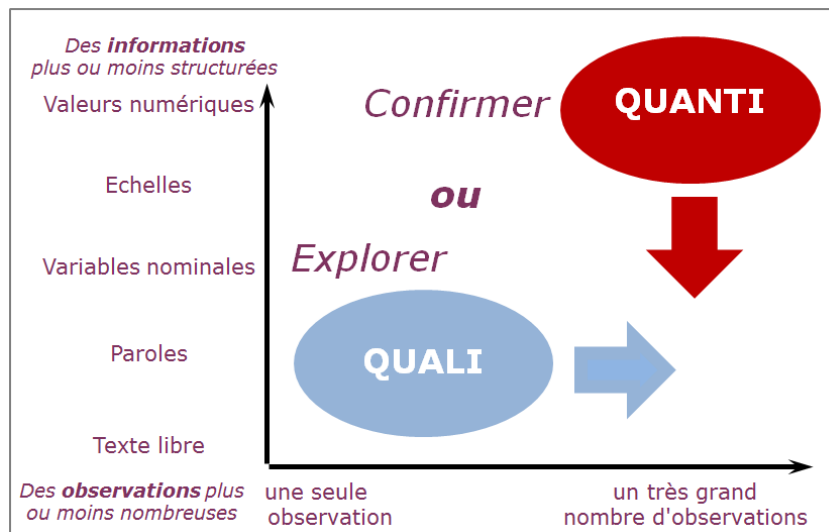 Des informations
plus ou moins structurées
Valeurs numériques
Confirmer
QUANTI
Echelles
ou
Variables nominales
Explorer
Paroles
QUALI
Texte libre
Des observations plus
ou moins nombreuses
une seule
observation
un très grand
nombre d'observations